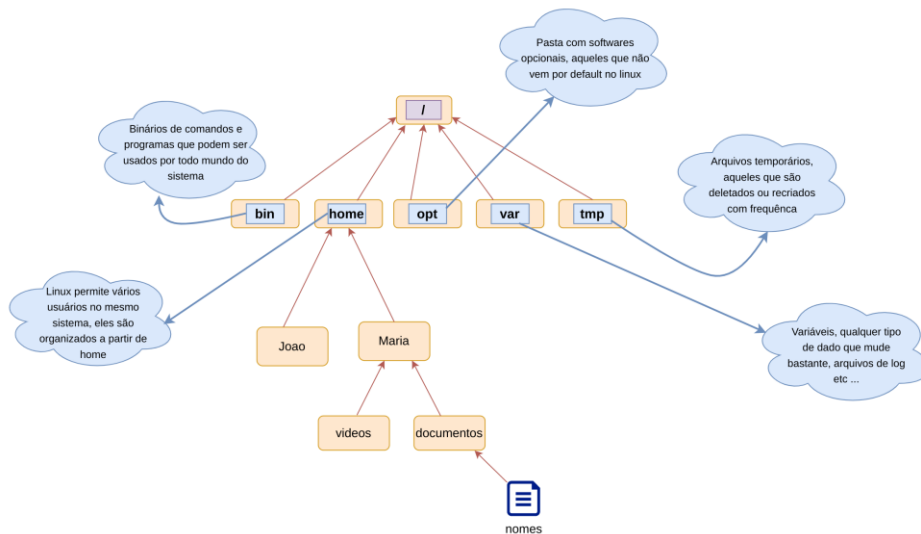 Pasta com softwares
opcionais, aqueles que não
vem por default no linux
/
Binários de comandos e
programas que podem ser
usados por todo mundo do
sistema
Arquivos temporários,
aqueles que são
deletados ou recriados
com frequênca
bin
home
opt
var
tmp
Linux permite vários
usuários no mesmo
sistema, eles são
organizados a partir de
home
Variáveis, qualquer tipo
de dado que mude
bastante, arquivos de log
etc ...
Joao
Maria
videos
documentos
nomes